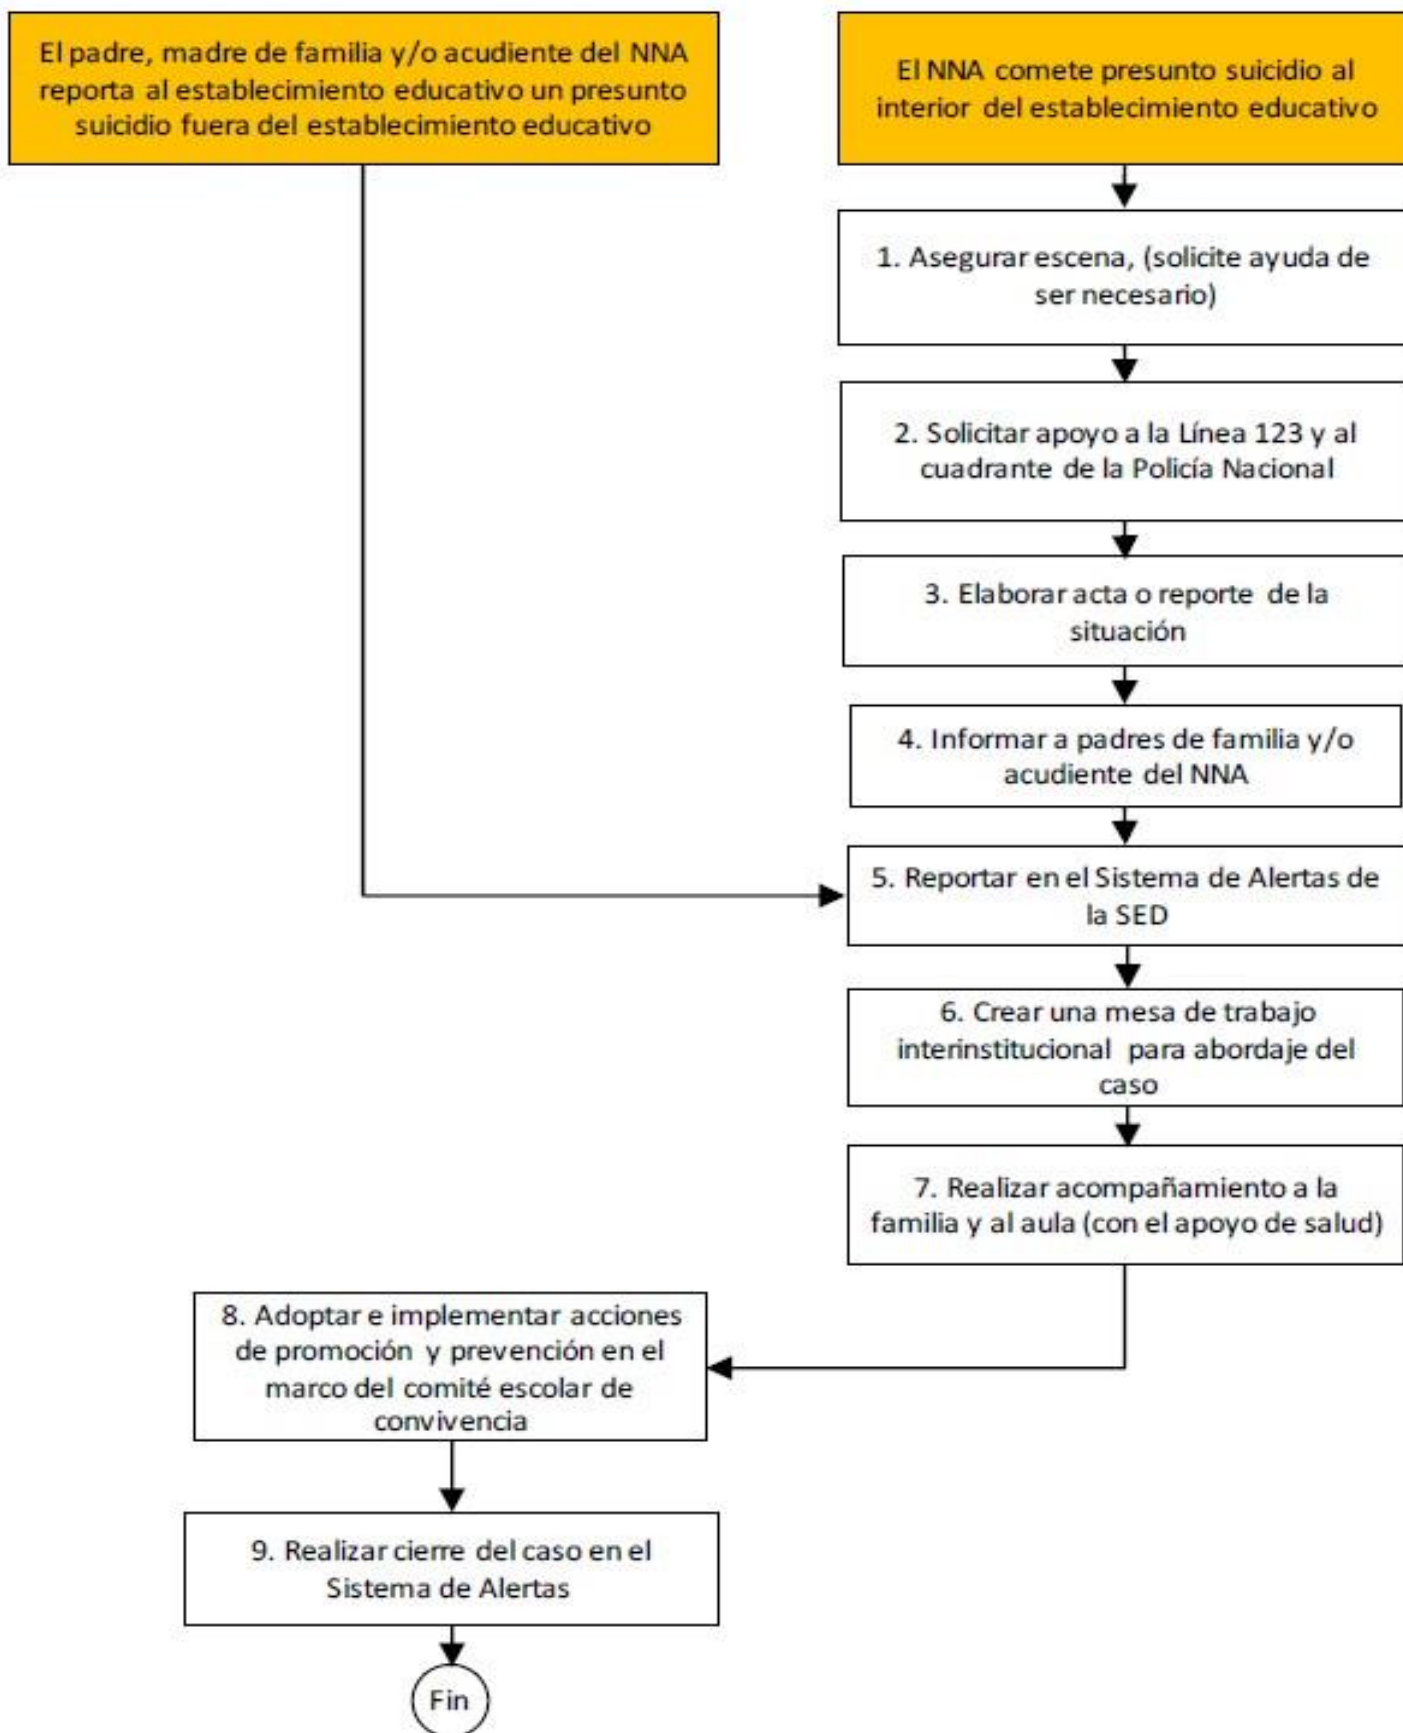 El padre, madre de familia y/o acudiente del NNA
reporta al establecimiento educativo un presunto
suicidio fuera del establecimiento educativo
El NNA comete presunto suicidio al
interior del establecimiento educativo
1. Asegurar escena, (solicite ayuda de
ser necesario)
2. Solicitar apoyo a la Línea 123 y al
cuadrante de la Policía Nacional
3. Elaborar acta o reporte de la
situación
4. Informar a padres de familia y/o
acudiente del NNA
5. Reportar en el Sistema de Alertas de
la SED
6. Crear una mesa de trabajo
interinstitucional para abordaje del
caso
7. Realizar acompañamiento a la
familia y al aula (con el apoyo de salud)
8. Adoptar e implementar acciones
de promoción y prevención en el
marco del comité escolar de
convivencia
9. Realizar cierre del caso en el
Sistema de Alertas
Fin